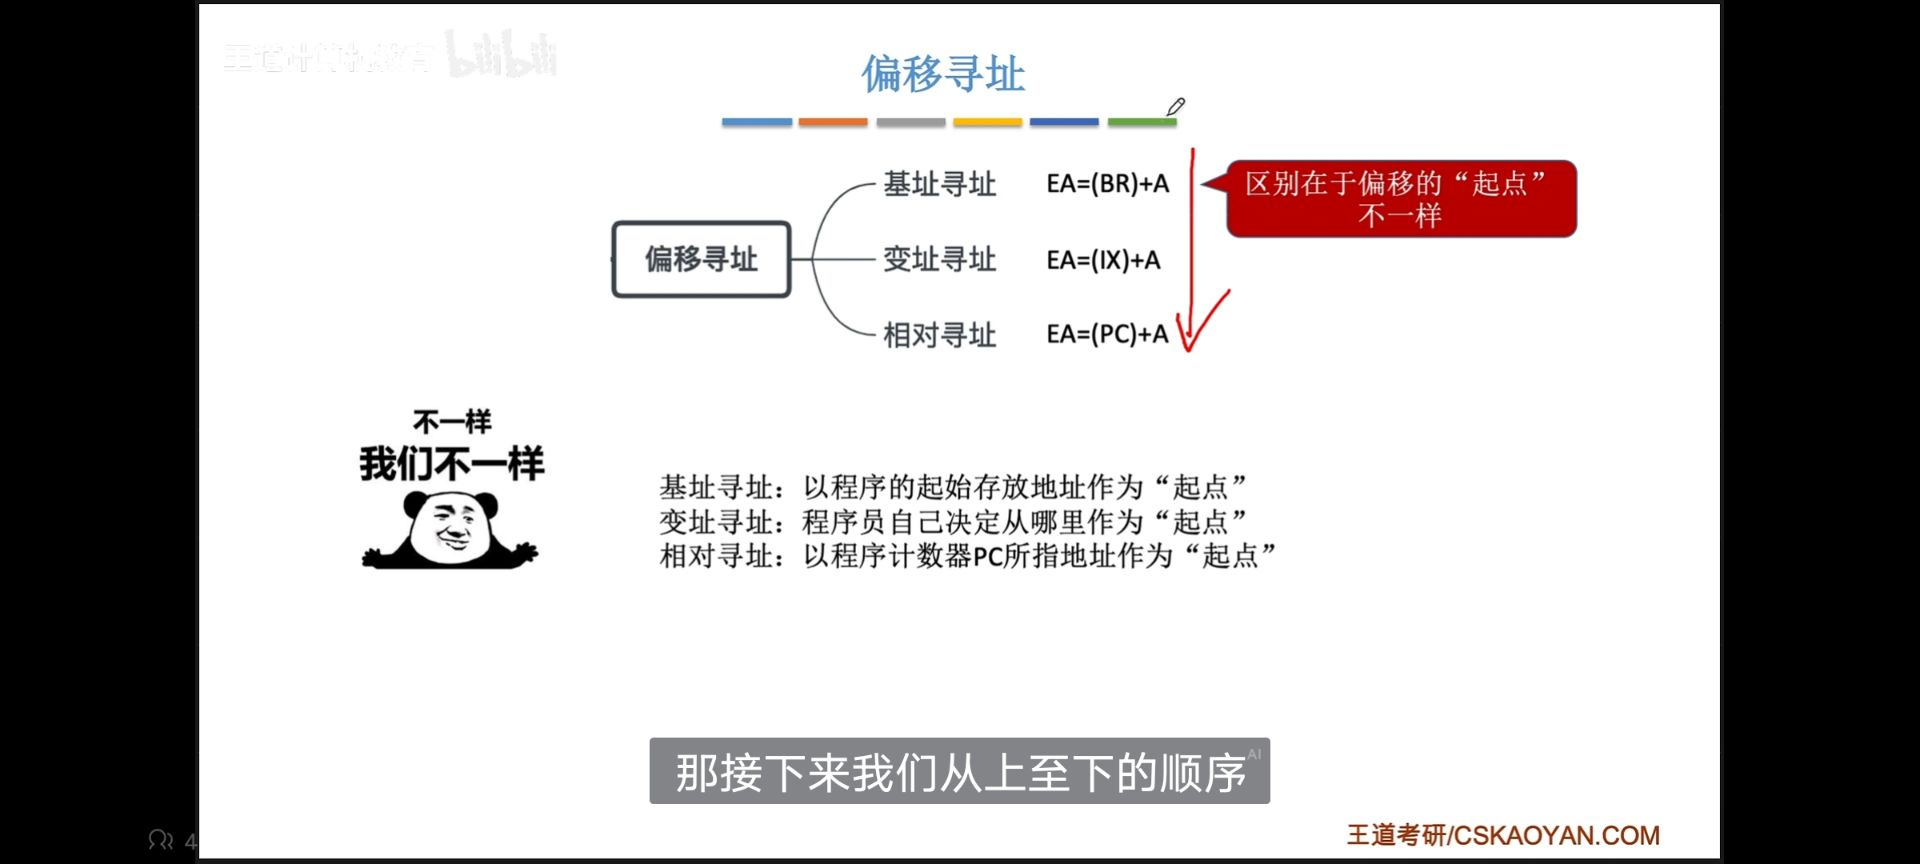 王道计算机教育 bilibili
偏移寻址
基址寻址 EA=(BR)+A
区别在于偏移的“起点”
不一样
偏移寻址
变址寻址 EA=(IX)+A
相对寻址 EA=(PC)+A
不一样
我们不一样
基址寻址：以程序的起始存放地址作为“起点”
变址寻址：程序员自己决定从哪里作为“起点”
相对寻址：以程序计数器PC所指地址作为“起点”
那接下来我们从上至下的顺序
AI
4
王道考研/CSKAOYAN.COM